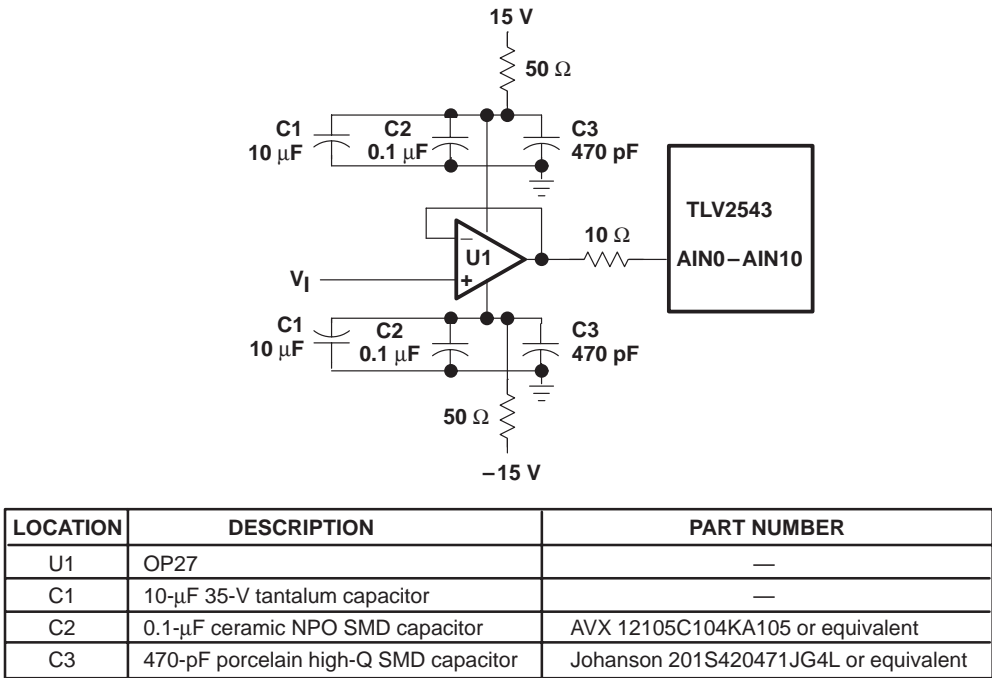 15 V
50 Ω
C1
10 μF
C2
0.1 μF
C3
470 pF
TLV2543
AIN0–AIN10
10 Ω
–
U1
+
VI
C1
10 μF
C2
0.1 μF
C3
470 pF
50 Ω
–15 V
LOCATION DESCRIPTION PART NUMBER
U1 OP27 —
C1 10-μF 35-V tantalum capacitor —
C2 0.1-μF ceramic NPO SMD capacitor AVX 12105C104KA105 or equivalent
C3 470-pF porcelain high-Q SMD capacitor Johanson 201S420471JG4L or equivalent